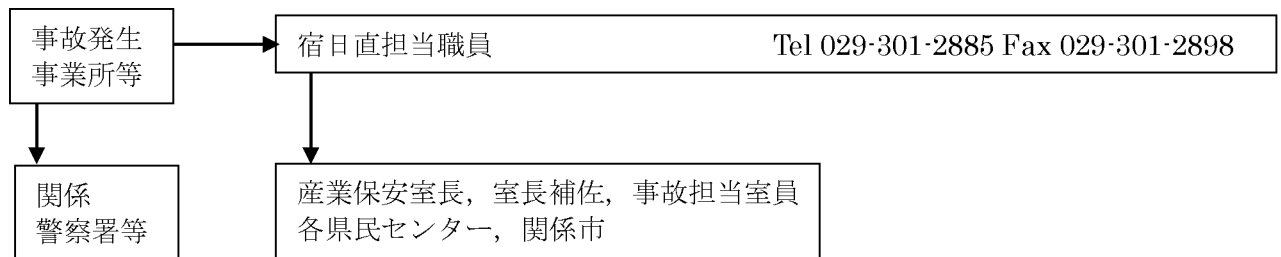 事故発生
事業所等
宿日直担当職員 Tel 029-301-2885 Fax 029-301-2898
関係
警察署等
産業保安室長，室長補佐，事故担当室員
各県民センター，関係市